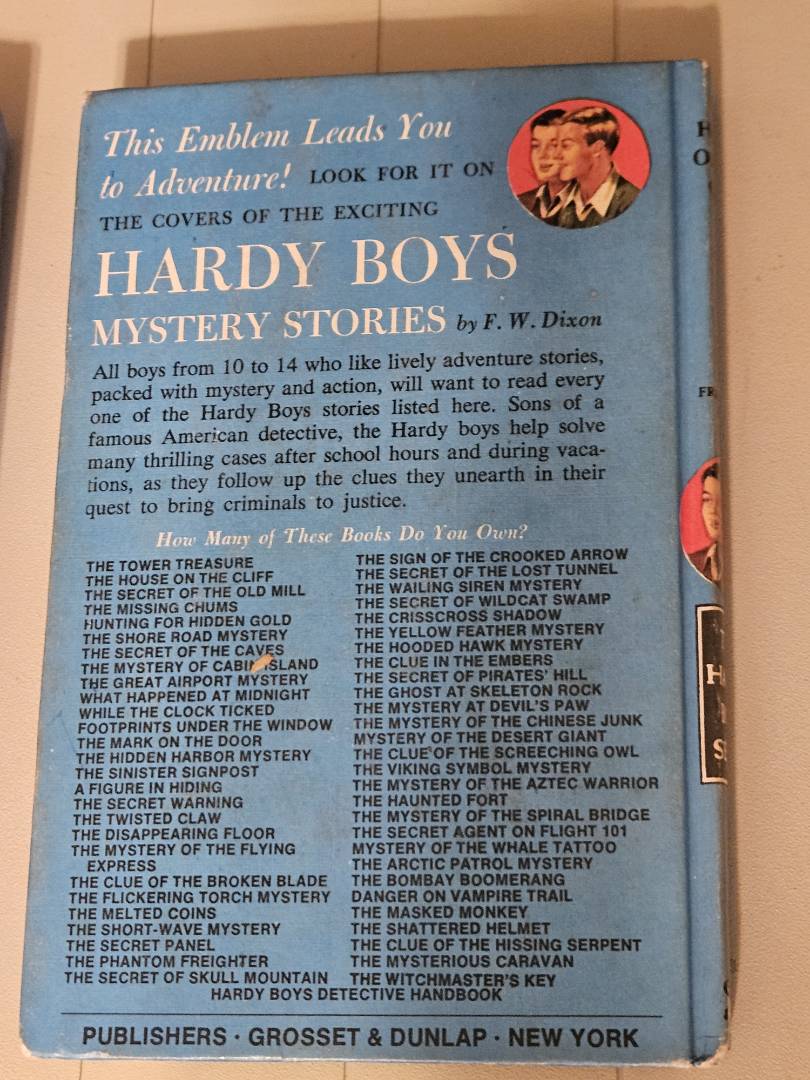 This Emblem Leads You
to Adventure! LOOK FOR IT ON
THE COVERS OF THE EXCITING
HARDY BOYS
MYSTERY STORIES by F. W. Dixon
All boys from 10 to 14 who like lively adventure stories,
packed with mystery and action, will want to read every
one of the Hardy Boys stories listed here. Sons of a
famous American detective, the Hardy boys help solve
many thrilling cases after school hours and during vaca-
tions, as they follow up the clues they unearth in their
quest to bring criminals to justice.
How Many of These Books Do You Own?
THE TOWER TREASURE
THE HOUSE ON THE CLIFF
THE SECRET OF THE OLD MILL
THE MISSING CHUMS
HUNTING FOR HIDDEN GOLD
THE SHORE ROAD MYSTERY
THE SECRET OF THE CAVES
THE MYSTERY OF CABIN ISLAND
THE GREAT AIRPORT MYSTERY
WHAT HAPPENED AT MIDNIGHT
WHILE THE CLOCK TICKED
FOOTPRINTS UNDER THE WINDOW
THE MARK ON THE DOOR
THE HIDDEN HARBOR MYSTERY
THE SINISTER SIGNPOST
A FIGURE IN HIDING
THE SECRET WARNING
THE TWISTED CLAW
THE DISAPPEARING FLOOR
THE MYSTERY OF THE FLYING
EXPRESS
THE CLUE OF THE BROKEN BLADE
THE FLICKERING TORCH MYSTERY
THE MELTED COINS
THE SHORT-WAVE MYSTERY
THE SECRET PANEL
THE PHANTOM FREIGHTER
THE SECRET OF SKULL MOUNTAIN
THE SIGN OF THE CROOKED ARROW
THE SECRET OF THE LOST TUNNEL
THE WAILING SIREN MYSTERY
THE SECRET OF WILDCAT SWAMP
THE CRISSCROSS SHADOW
THE YELLOW FEATHER MYSTERY
THE HOODED HAWK MYSTERY
THE CLUE IN THE EMBERS
THE SECRET OF PIRATES' HILL
THE GHOST AT SKELETON ROCK
THE MYSTERY AT DEVIL'S PAW
THE MYSTERY OF THE CHINESE JUNK
MYSTERY OF THE DESERT GIANT
THE CLUE OF THE SCREECHING OWL
THE VIKING SYMBOL MYSTERY
THE MYSTERY OF THE AZTEC WARRIOR
THE HAUNTED FORT
THE MYSTERY OF THE SPIRAL BRIDGE
THE SECRET AGENT ON FLIGHT 101
MYSTERY OF THE WHALE TATTOO
THE ARCTIC PATROL MYSTERY
THE BOMBAY BOOMERANG
DANGER ON VAMPIRE TRAIL
THE MASKED MONKEY
THE SHATTERED HELMET
THE CLUE OF THE HISSING SERPENT
THE MYSTERIOUS CARAVAN
THE WITCHMASTER'S KEY
HARDY BOYS DETECTIVE HANDBOOK
PUBLISHERS · GROSSET & DUNLAP · NEW YORK